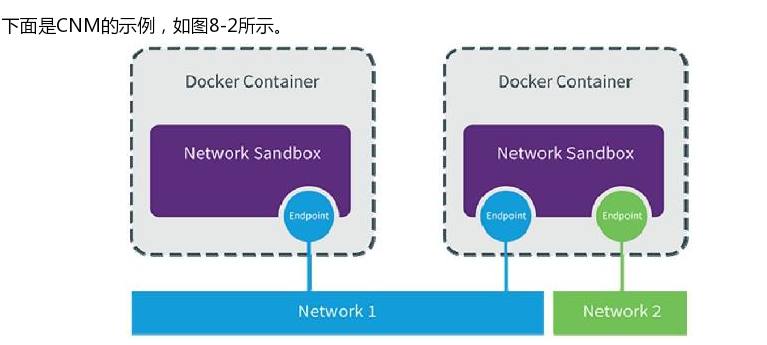 下面是CNM的示例，如图8-2所示。
Docker Container
Docker Container
Network Sandbox
Network Sandbox
Endpoint
Endpoint
Endpoint
Network 1
Network 2